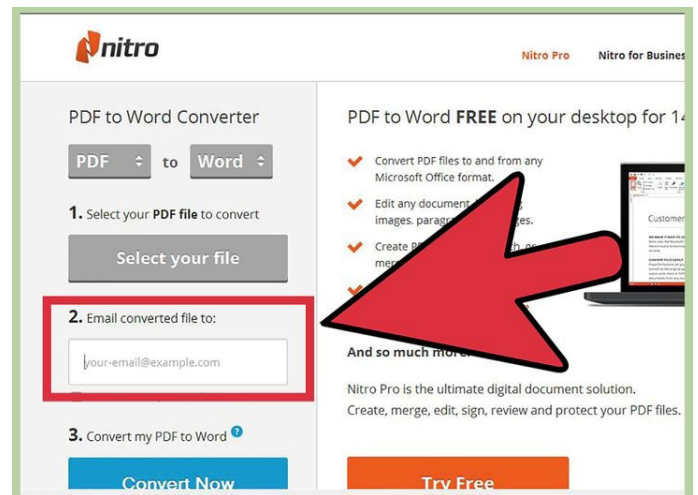 nitro
Nitro Pro Nitro for Busines
PDF to Word Converter
PDF to Word
1. Select your PDF file to convert
Select your file
2. Email converted file to:
your-email@example.com
3. Convert my PDF to Word ?
Convert Now
PDF to Word FREE on your desktop for 14
Convert PDF files to and from any
Microsoft Office format.
Edit any document
images, parag
Create
And so much more
Nitro Pro is the ultimate digital document solution.
Create, merge, edit, sign, review and protect your PDF files.
Try Free
Customer